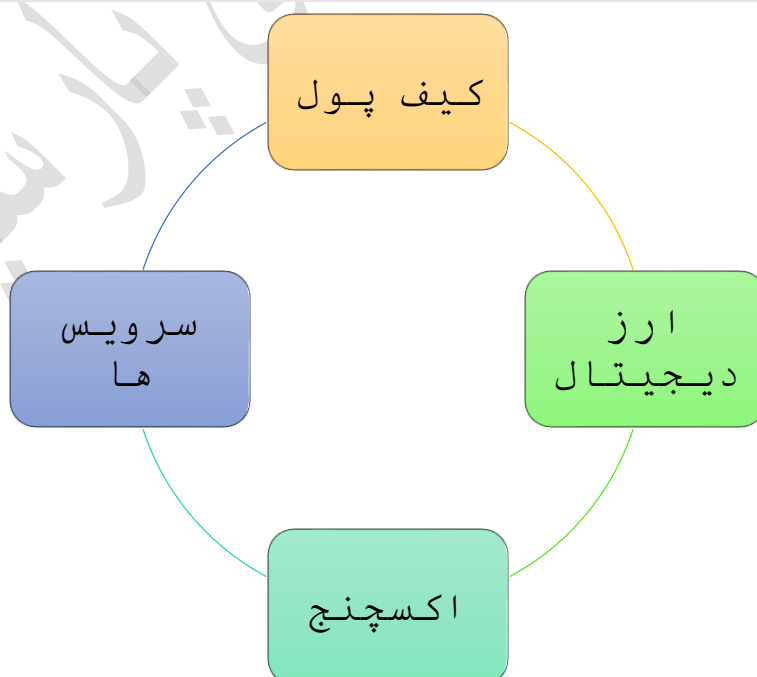 کیف پول
ارز
دیجیتال
اکسچنج
سرویس
ها